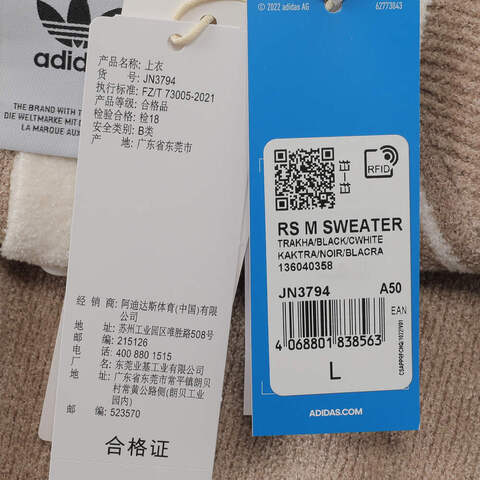 © 2022 adidas AG
62773043
adidas
THE BRAND WITH T
DIE WELTMARKE MIT D
LA MARQUE AUX
产品名称: 上衣
货 号: JN3794
执行标准: FZ/T 73005-2021
产品等级: 合格品
检验合格: 检18
安全类别: B类
产 地: 广东省东莞市
经 销 商: 阿迪达斯体育(中国)有限
公司
地 址: 苏州工业园区唯胜路508号
邮 编: 215126
电 话: 400 880 1515
厂 名: 东莞业基工业有限公司
地 址: 广东省东莞市常平镇朗贝
村常黄公路侧(朗贝工业
园内)
邮 编: 523570
合格证
RFID
RS M SWEATER
TRAKHA/BLACK/CWHITE
KAKTRA/NOIR/BLACRA
136040358
JN3794 A50
EAN
4 068801 838563
L
ADIDAS.COM